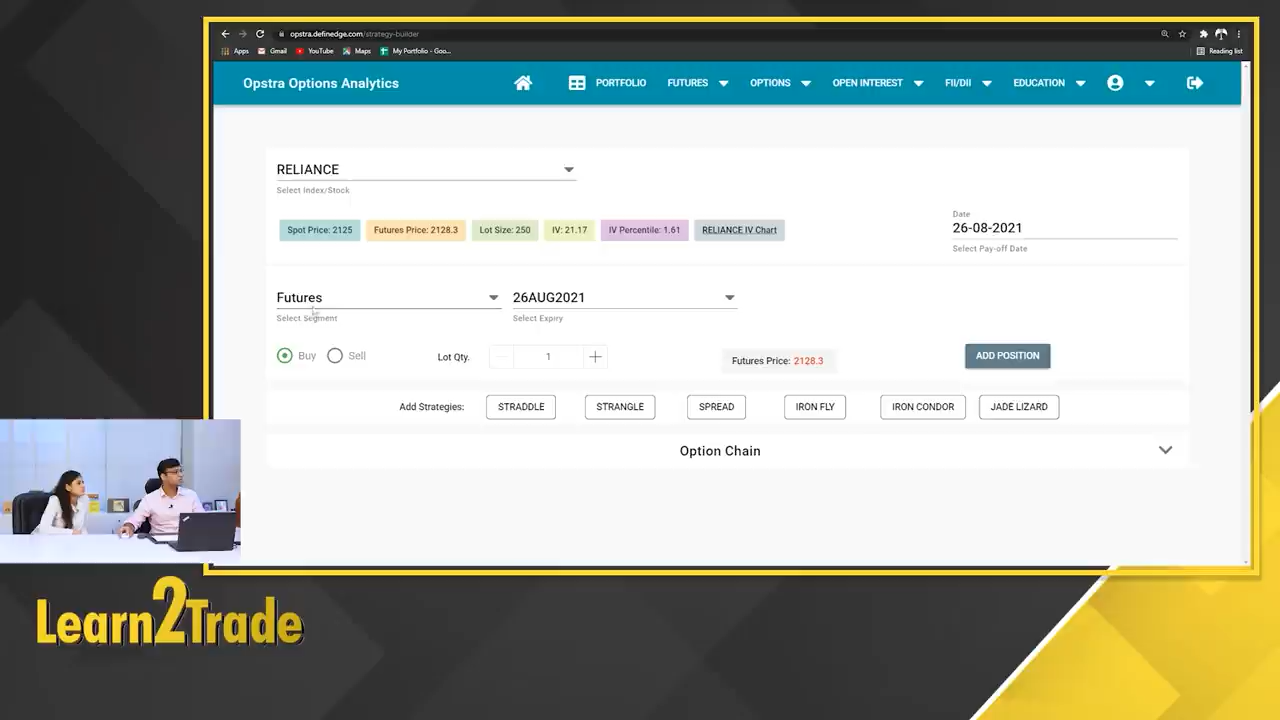 opstra.definedge.com/strategy-builder
Apps Gmail YouTube Maps My Portfolio - Goo... Reading list
Opstra Options Analytics PORTFOLIO FUTURES OPTIONS OPEN INTEREST FII/DII EDUCATION
RELIANCE
Select Index/Stock
Spot Price: 2125 Futures Price: 2128.3 Lot Size: 250 IV: 21.17 IV Percentile: 1.61 RELIANCE IV Chart
Date
26-08-2021
Select Pay-off Date
Futures 26AUG2021
Select Segment Select Expiry
Buy Sell Lot Qty. 1 Futures Price: 2128.3 ADD POSITION
Add Strategies: STRADDLE STRANGLE SPREAD IRON FLY IRON CONDOR JADE LIZARD
Option Chain
Learn2Trade